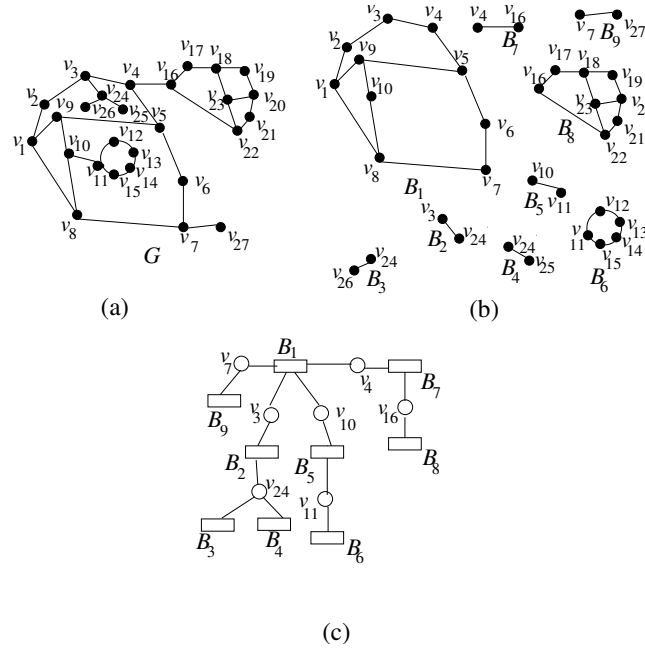 v3 v4 v17 v18
v16 v19
v24
v2 v9 v26 v25 v5 v23 v20
v1 v10 v12 v21
v13 v22
v11 v14
v15 v6
v8 v7 v27
G
(a)
v3 v4 v4 v16 v7 v27
B7 B9
v2 v9 v5 v17 v18
v1 v16 v19
v10 v23 v2
B8 v21
v6 v22
v8 v7
B1 v10
B5 v11 v12
v3 v13
v24 v11 v14
B2 v24 v15
v24 B4 v25 B6
v26 B3
(b)
v7 B1
v4 B7
v3 v10 v16
B9
B2 B5 B8
v24
v11
B3 B4 B6
(c)